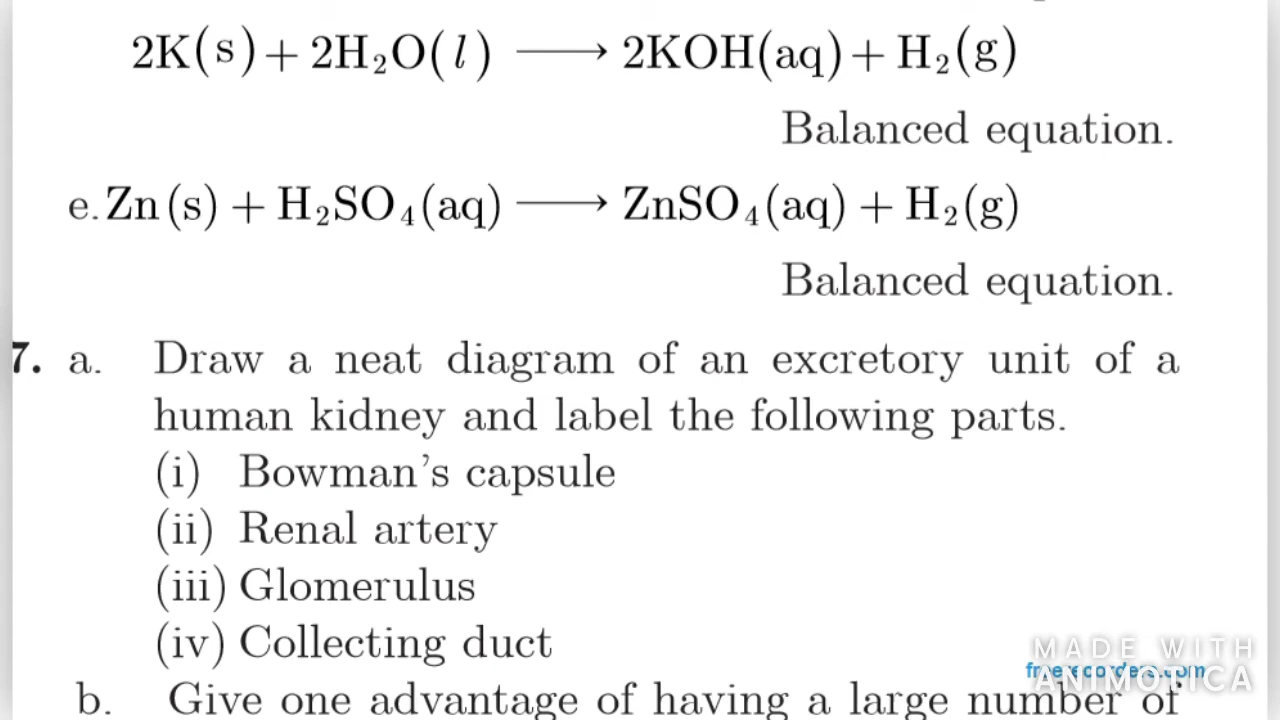 2K(s) + 2H₂O(l) ⟶ 2KOH(aq) + H₂(g)
Balanced equation.
e. Zn (s) + H₂SO₄(aq) ⟶ ZnSO₄(aq) + H₂(g)
Balanced equation.
7. a. Draw a neat diagram of an excretory unit of a
human kidney and label the following parts.
(i) Bowman's capsule
(ii) Renal artery
(iii) Glomerulus
(iv) Collecting duct
MADE WITH
freerecorders.com
ANIMOTICA
b. Give one advantage of having a large number of